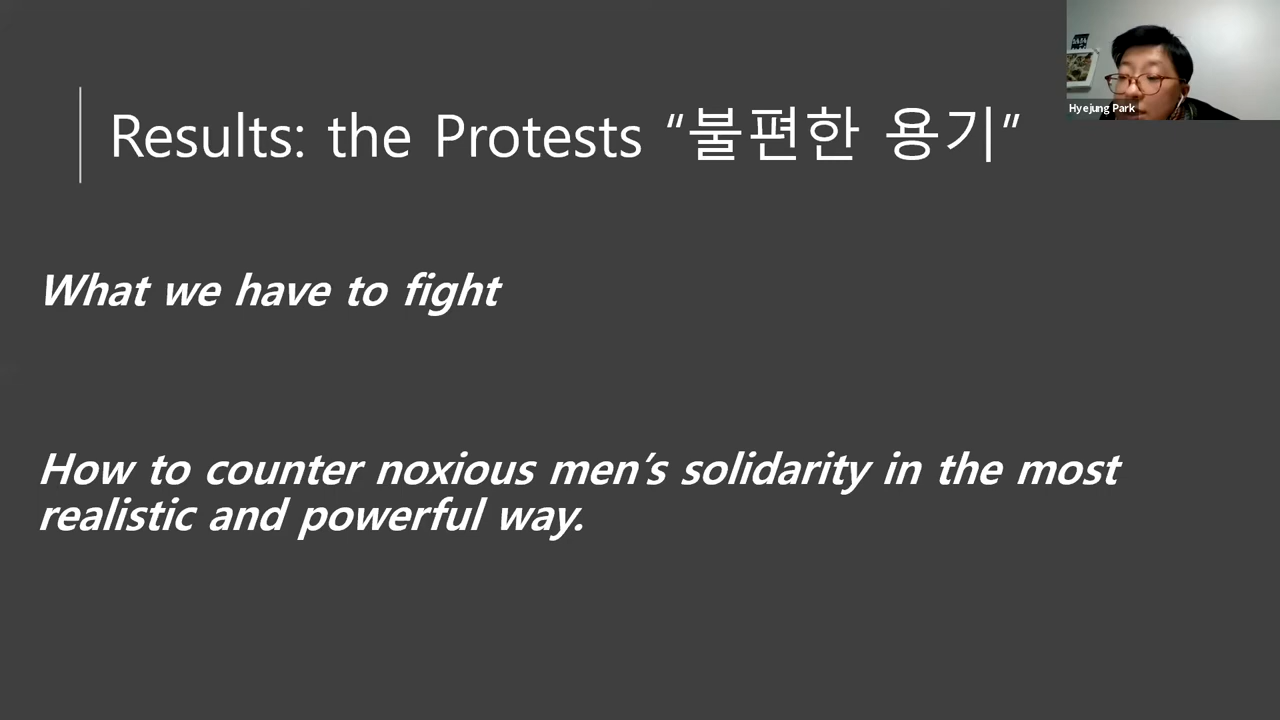 Results: the Protests “불편한 용기”
Hyejung Park
What we have to fight
How to counter noxious men’s solidarity in the most
realistic and powerful way.